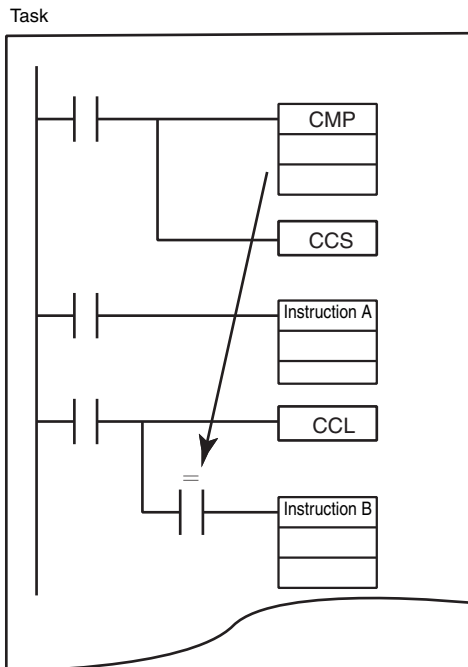 Task
CMP
CCS
Instruction A
CCL
=
Instruction B